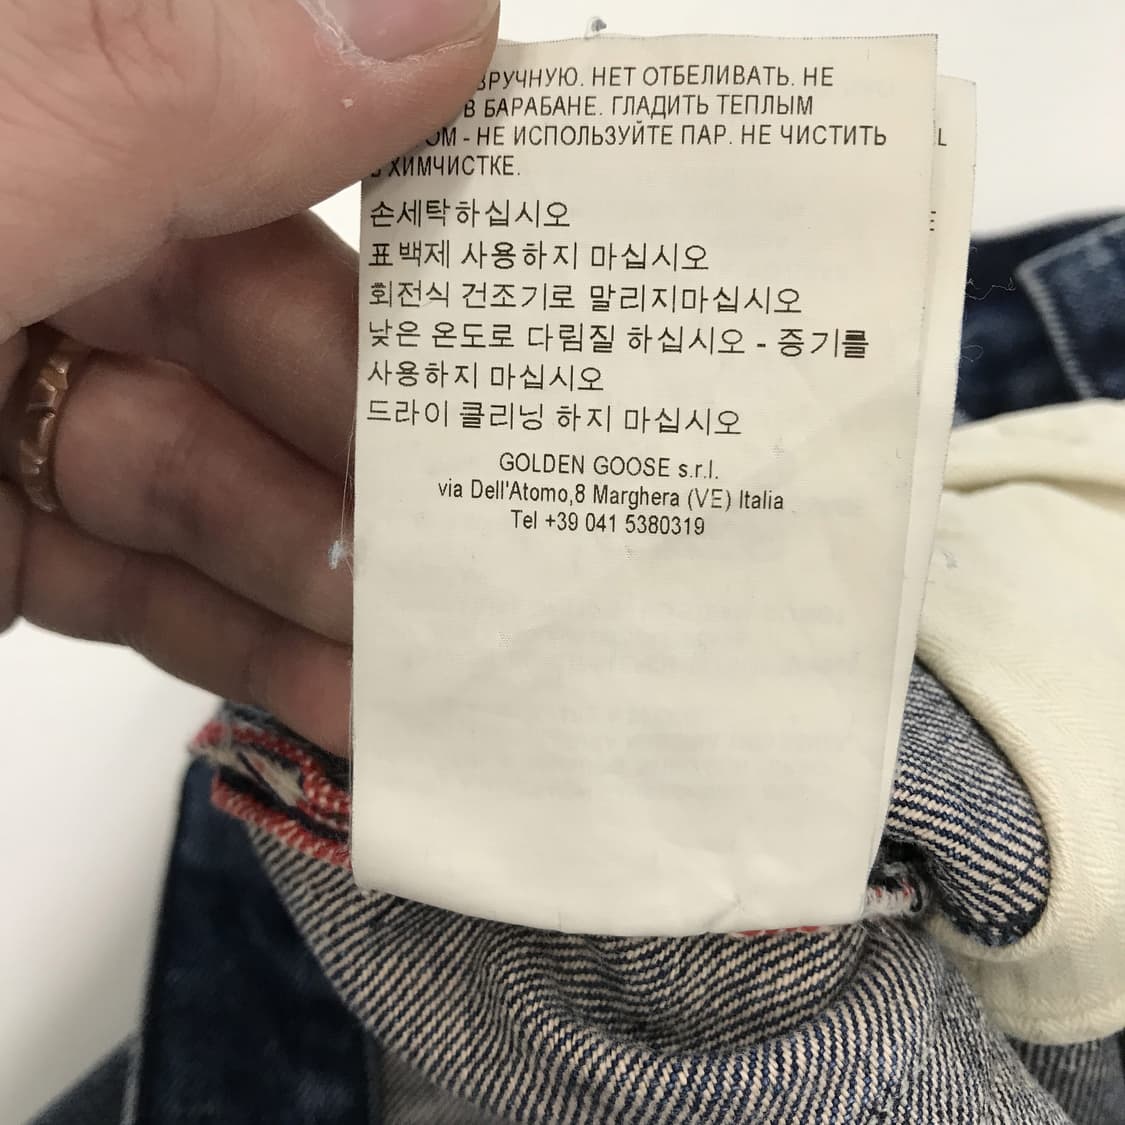 ВРУЧНУЮ. НЕТ ОТБЕЛИВАТЬ. НЕ
В БАРАБАНЕ. ГЛАДИТЬ ТЕПЛЫМ
- НЕ ИСПОЛЬЗУЙТЕ ПАР. НЕ ЧИСТИТЬ
ХИМЧИСТКЕ.
손세탁하십시오
표백제 사용하지 마십시오
회전식 건조기로 말리지마십시오
낮은 온도로 다림질 하십시오 - 증기를
사용하지 마십시오
드라이 클리닝 하지 마십시오
GOLDEN GOOSE s.r.l.
via Dell'Atomo,8 Marghera (VE) Italia
Tel +39 041 5380319